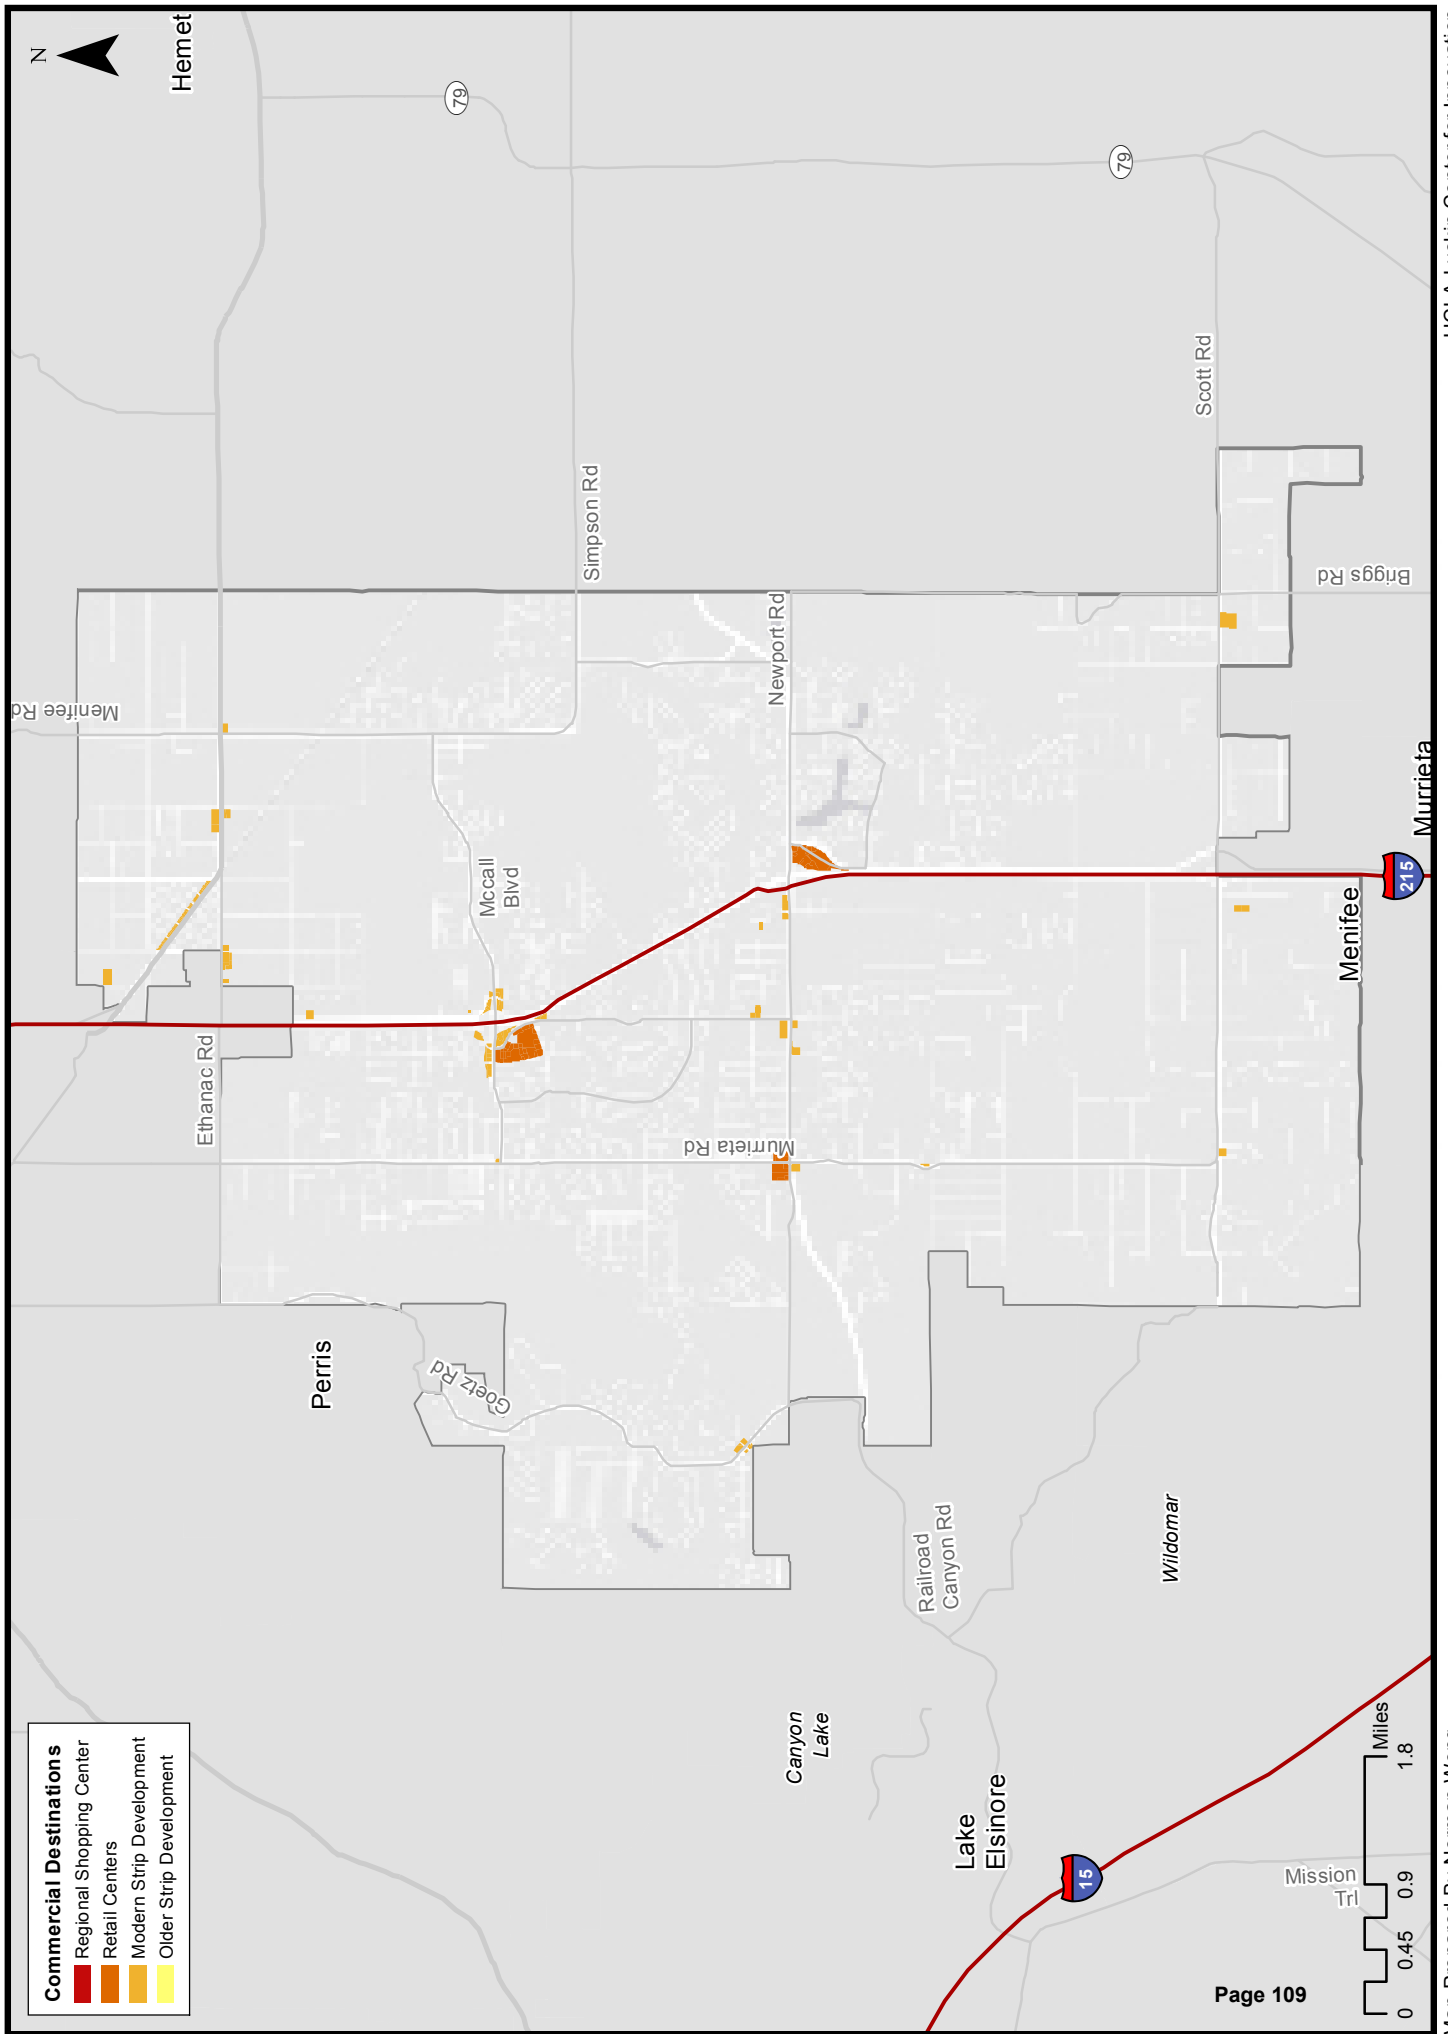 Commercial Destinations
Regional Shopping Center
Retail Centers
Modern Strip Development
Older Strip Development
N
Hemet
79
79
Menifee Rd
Simpson Rd
Newport Rd
Scott Rd
Briggs Rd
Mccall
Blvd
Ethanac Rd
Murrieta Rd
Murrieta
215
Menifee
Perris
Goetz Rd
Railroad
Canyon Rd
Wildomar
Canyon
Lake
Lake
Elsinore
15
Mission
Trl
Page 109
Miles
0 0.45 0.9 1.8